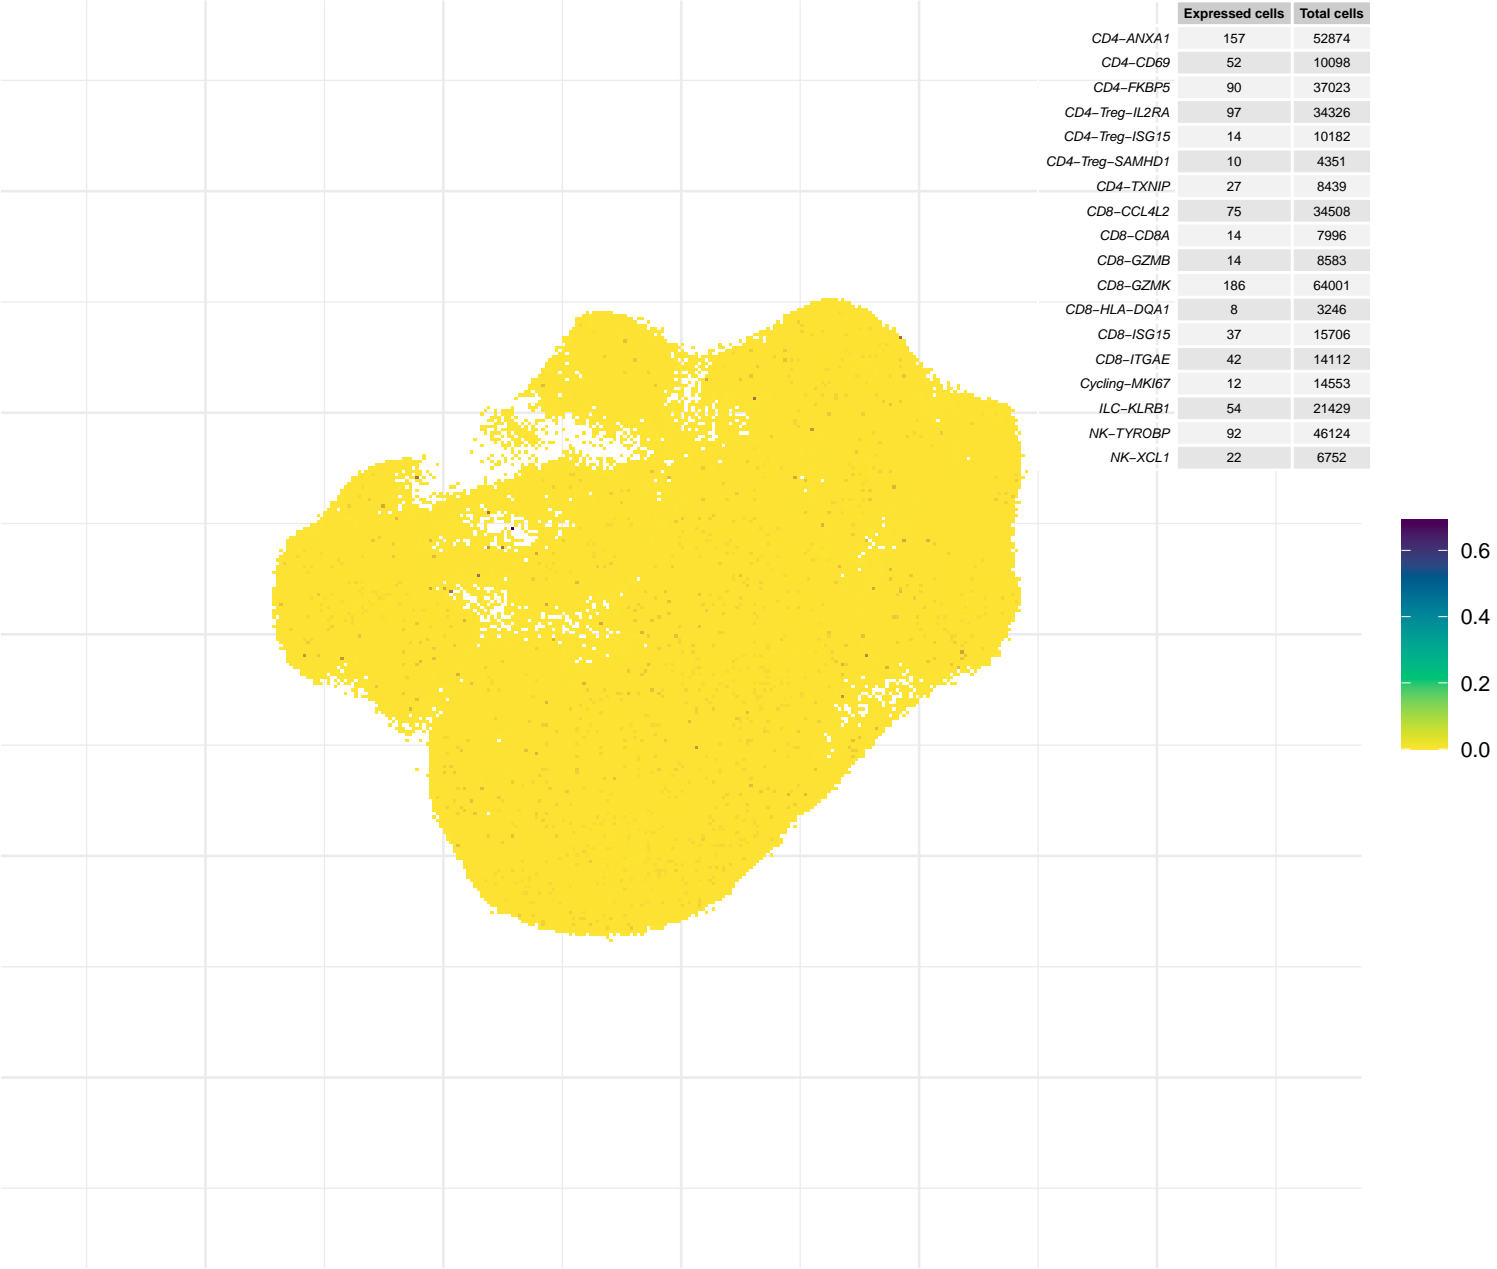 Expressed cells Total cells
CD4−ANXA1 157 52874
CD4−CD69 52 10098
CD4−FKBP5 90 37023
CD4−Treg−IL2RA 97 34326
CD4−Treg−ISG15 14 10182
CD4−Treg−SAMHD1 10 4351
CD4−TXNIP 27 8439
CD8−CCL4L2 75 34508
CD8−CD8A 14 7996
CD8−GZMB 14 8583
CD8−GZMK 186 64001
CD8−HLA−DQA1 8 3246
CD8−ISG15 37 15706
CD8−ITGAE 42 14112
Cycling−MKI67 12 14553
ILC−KLRB1 54 21429
NK−TYROBP 92 46124
NK−XCL1 22 6752
0.6
0.4
0.2
0.0